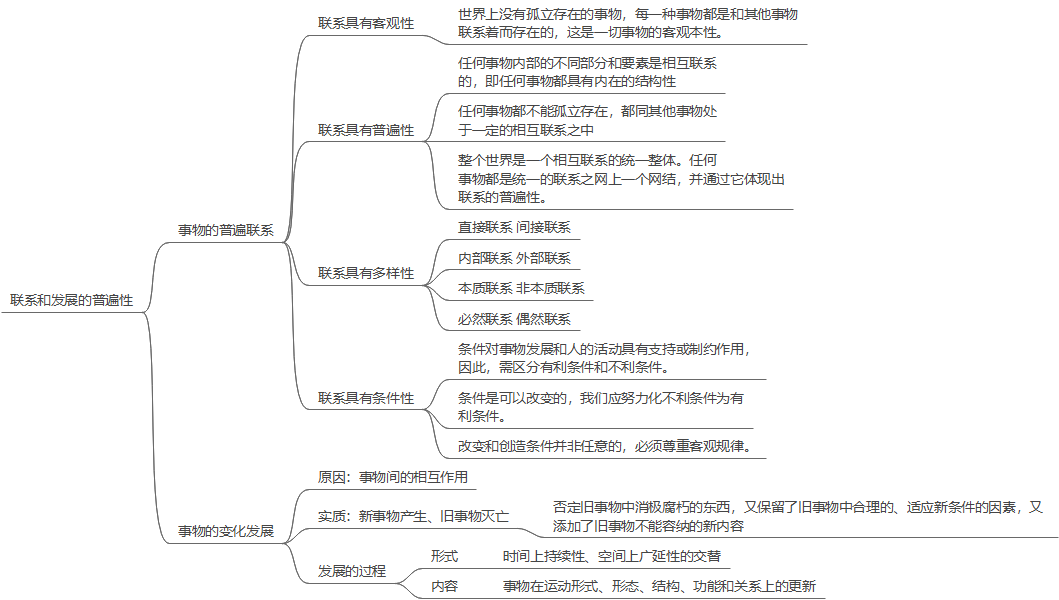 联系和发展的普遍性
事物的普遍联系
联系具有客观性
世界上没有孤立存在的事物，每一种事物都是和其他事物
联系着而存在的，这是一切事物的客观本性。
联系具有普遍性
任何事物内部的不同部分和要素是相互联系
的，即任何事物都具有内在的结构性
任何事物都不能孤立存在，都同其他事物处
于一定的相互联系之中
整个世界是一个相互联系的统一整体。任何
事物都是统一的联系之网上一个网结，并通过它体现出
联系的普遍性。
联系具有多样性
直接联系 间接联系
内部联系 外部联系
本质联系 非本质联系
必然联系 偶然联系
联系具有条件性
条件对事物发展和人的活动具有支持或制约作用，
因此，需区分有利条件和不利条件。
条件是可以改变的，我们应努力化不利条件为有
利条件。
改变和创造条件并非任意的，必须尊重客观规律。
事物的变化发展
原因：事物间的相互作用
实质：新事物产生、旧事物灭亡
否定旧事物中消极腐朽的东西，又保留了旧事物中合理的、适应新条件的因素，又
添加了旧事物不能容纳的新内容
发展的过程
形式 时间上持续性、空间上广延性的交替
内容 事物在运动形式、形态、结构、功能和关系上的更新